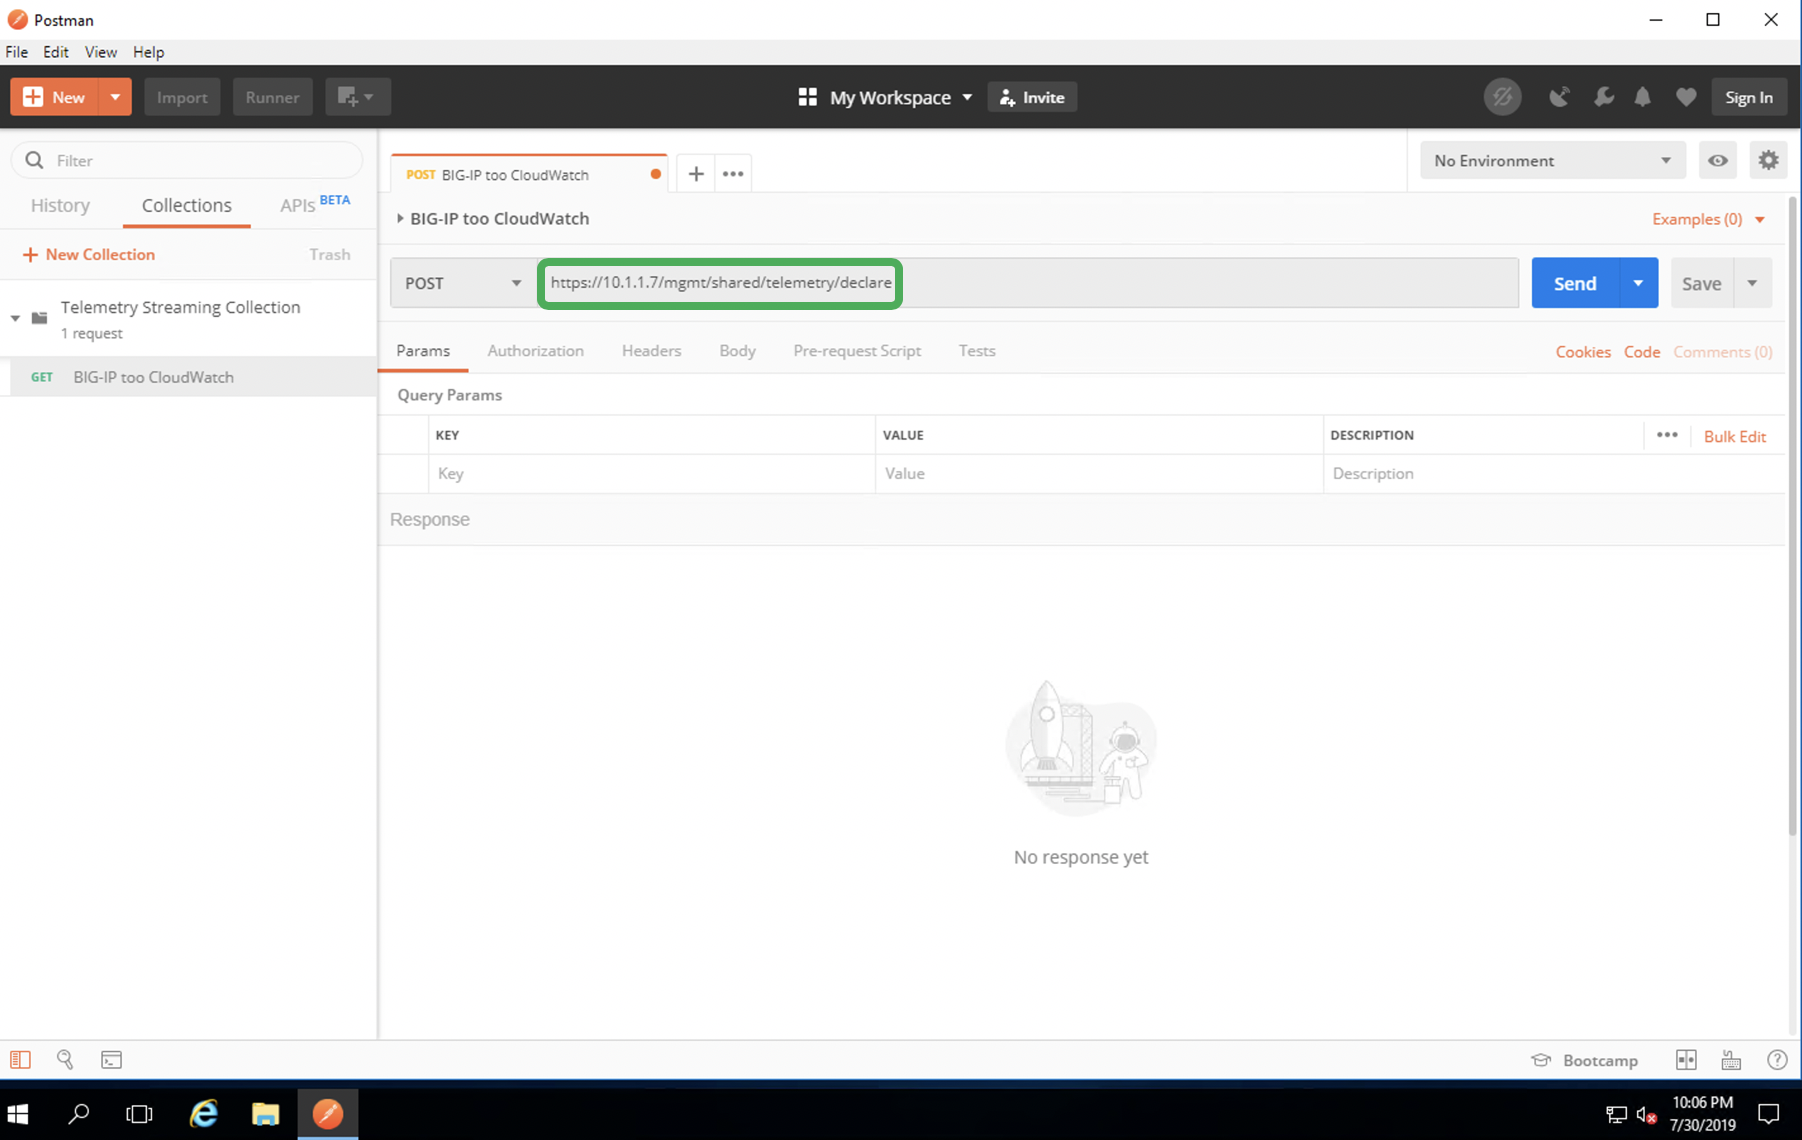 Postman
File Edit View Help
New Import Runner My Workspace Invite Sign In
Filter
History Collections APIs BETA
New Collection Trash
Telemetry Streaming Collection
1 request
GET BIG-IP too CloudWatch
POST BIG-IP too CloudWatch
No Environment
BIG-IP too CloudWatch Examples (0)
POST https://10.1.1.7/mgmt/shared/telemetry/declare Send Save
Params Authorization Headers Body Pre-request Script Tests Cookies Code Comments (0)
Query Params
KEY VALUE DESCRIPTION Bulk Edit
Key Value Description
Response
No response yet
Bootcamp
10:06 PM
7/30/2019